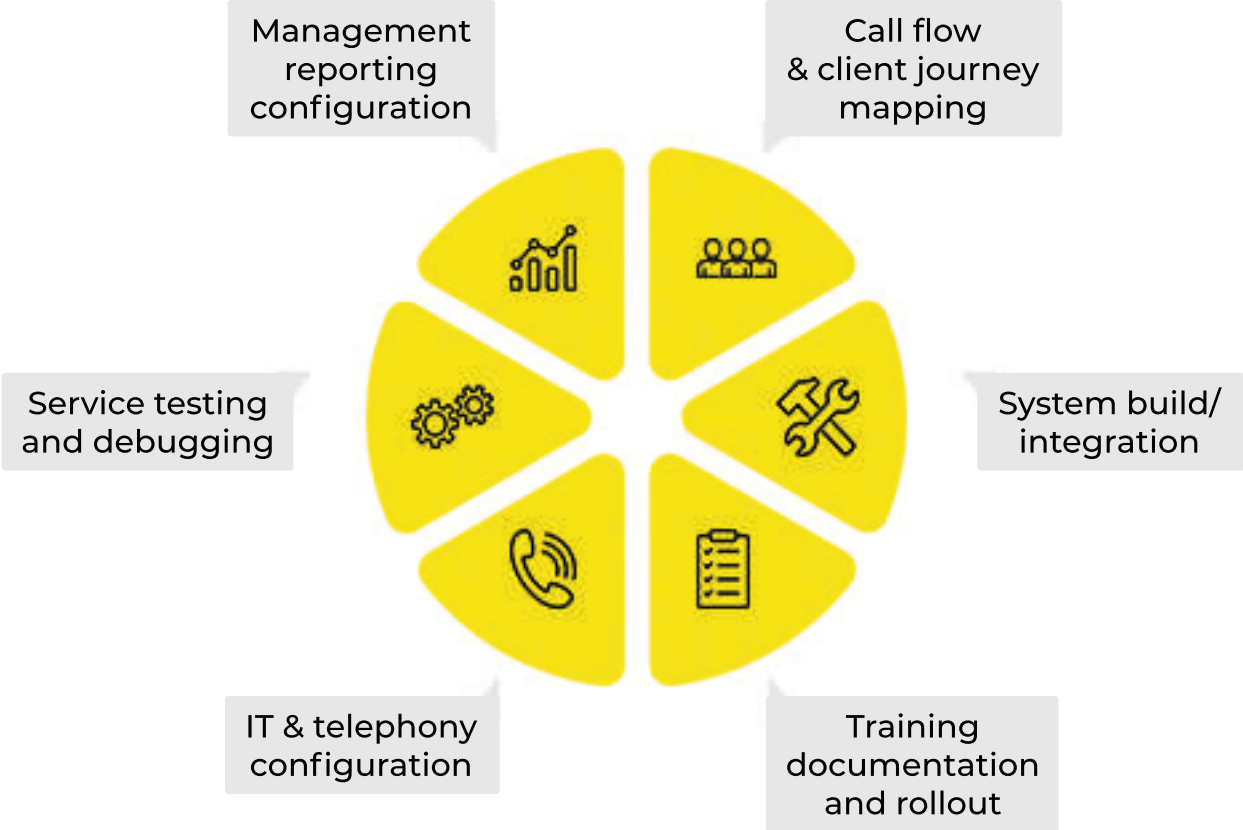 Management
reporting
configuration
Call flow
& client journey
mapping
Service testing
and debugging
System build/
integration
IT & telephony
configuration
Training
documentation
and rollout